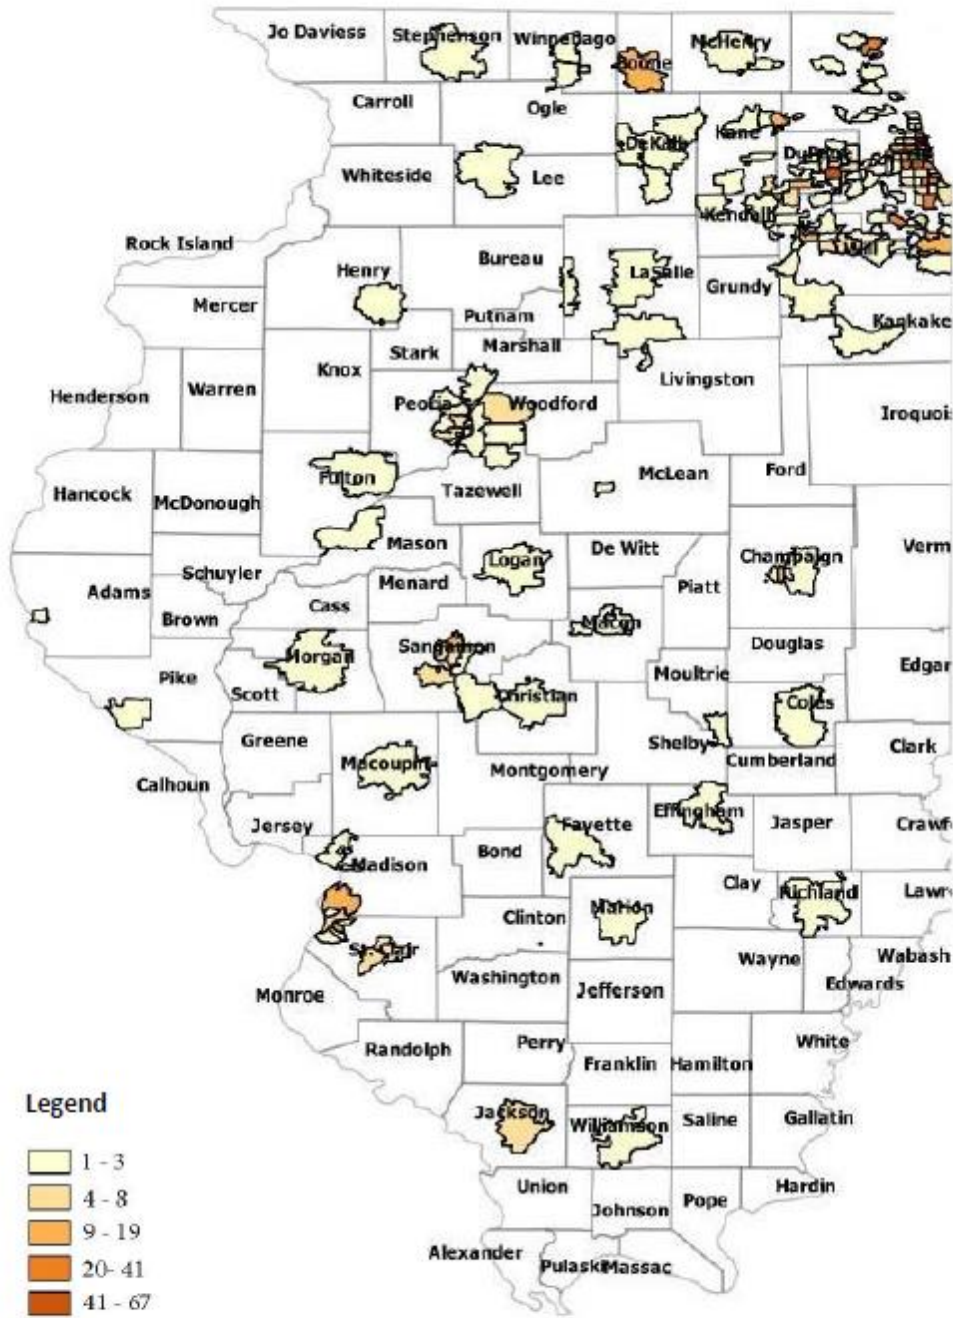 Jo Daviess
Stephenson
Winnebago
Boone
McHenry
Carroll
Ogle
DeKalb
Kane
DuPage
Whiteside
Lee
Kendall
Will
Rock Island
Henry
Bureau
LaSalle
Grundy
Mercer
Putnam
Kankake
Stark
Marshall
Knox
Livingston
Henderson
Warren
Peoria
Woodford
Iroquois
Hancock
McDonough
Fulton
Tazewell
McLean
Ford
Mason
Logan
De Witt
Champaign
Verm
Adams
Schuyler
Menard
Piatt
Brown
Cass
Macon
Pike
Scott
Morgan
Sangamon
Christian
Moultrie
Douglas
Edgar
Coles
Greene
Shelby
Calhoun
Macoupin
Montgomery
Cumberland
Clark
Jersey
Fayette
Effingham
Jasper
Crawf
Madison
Bond
Clay
Richland
Lawr
Clinton
Marion
St Clair
Washington
Wayne
Wabash
Edwards
Monroe
Jefferson
Randolph
Perry
Franklin
Hamilton
White
Legend
Jackson
Williamson
Saline
Gallatin
1 - 3
4 - 8
9 - 19
20- 41
41 - 67
Union
Johnson
Pope
Hardin
Alexander
Pulaski
Massac